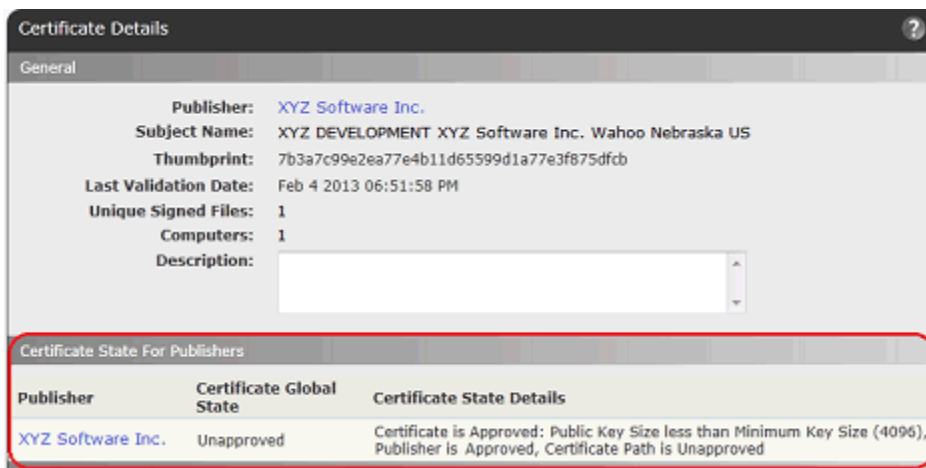 Certificate Details
?
General
Publisher: XYZ Software Inc.
Subject Name: XYZ DEVELOPMENT XYZ Software Inc. Wahoo Nebraska US
Thumbprint: 7b3a7c99e2ea77e4b11d65599d1a77e3f875dfcb
Last Validation Date: Feb 4 2013 06:51:58 PM
Unique Signed Files: 1
Computers: 1
Description:
Certificate State For Publishers
Publisher Certificate Global State Certificate State Details
XYZ Software Inc. Unapproved Certificate is Approved: Public Key Size less than Minimum Key Size (4096),
Publisher is Approved, Certificate Path is Unapproved